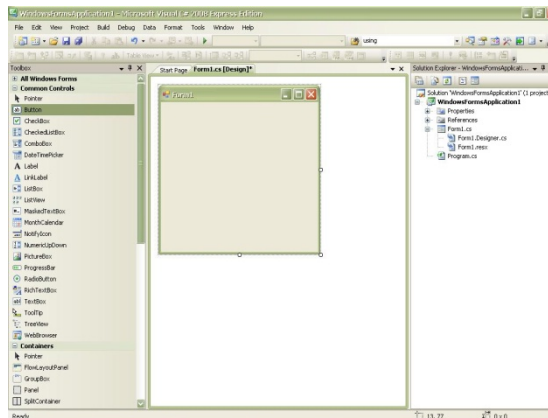 WindowsFormsApplication1 - Microsoft Visual C# 2008 Express Edition
File Edit View Project Build Debug Data Format Tools Window Help
using
Toolbox
All Windows Forms
Common Controls
Pointer
Button
CheckBox
CheckedListBox
ComboBox
DateTimePicker
Label
LinkLabel
ListBox
ListView
MaskedTextBox
MonthCalendar
NotifyIcon
NumericUpDown
PictureBox
ProgressBar
RadioButton
RichTextBox
TextBox
ToolTip
TreeView
WebBrowser
Containers
Pointer
FlowLayoutPanel
GroupBox
Panel
SplitContainer
Start Page Form1.cs [Design]*
Form1
Solution Explorer - WindowsFormsApplicati...
Solution 'WindowsFormsApplication1' (1 project
WindowsFormsApplication1
Properties
References
Form1.cs
Form1.Designer.cs
Form1.resx
Program.cs
Ready
13, 77 0 x 0